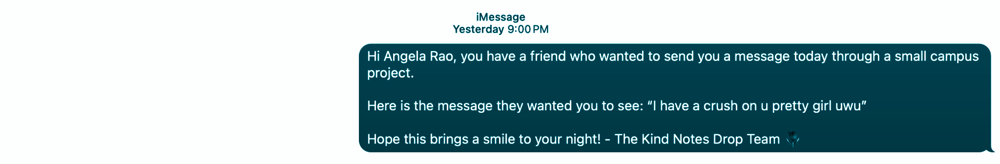 iMessage
Yesterday 9:00 PM
Hi Angela Rao, you have a friend who wanted to send you a message today through a small campus
project.
Here is the message they wanted you to see: “I have a crush on u pretty girl uwu”
Hope this brings a smile to your night! - The Kind Notes Drop Team 🌹